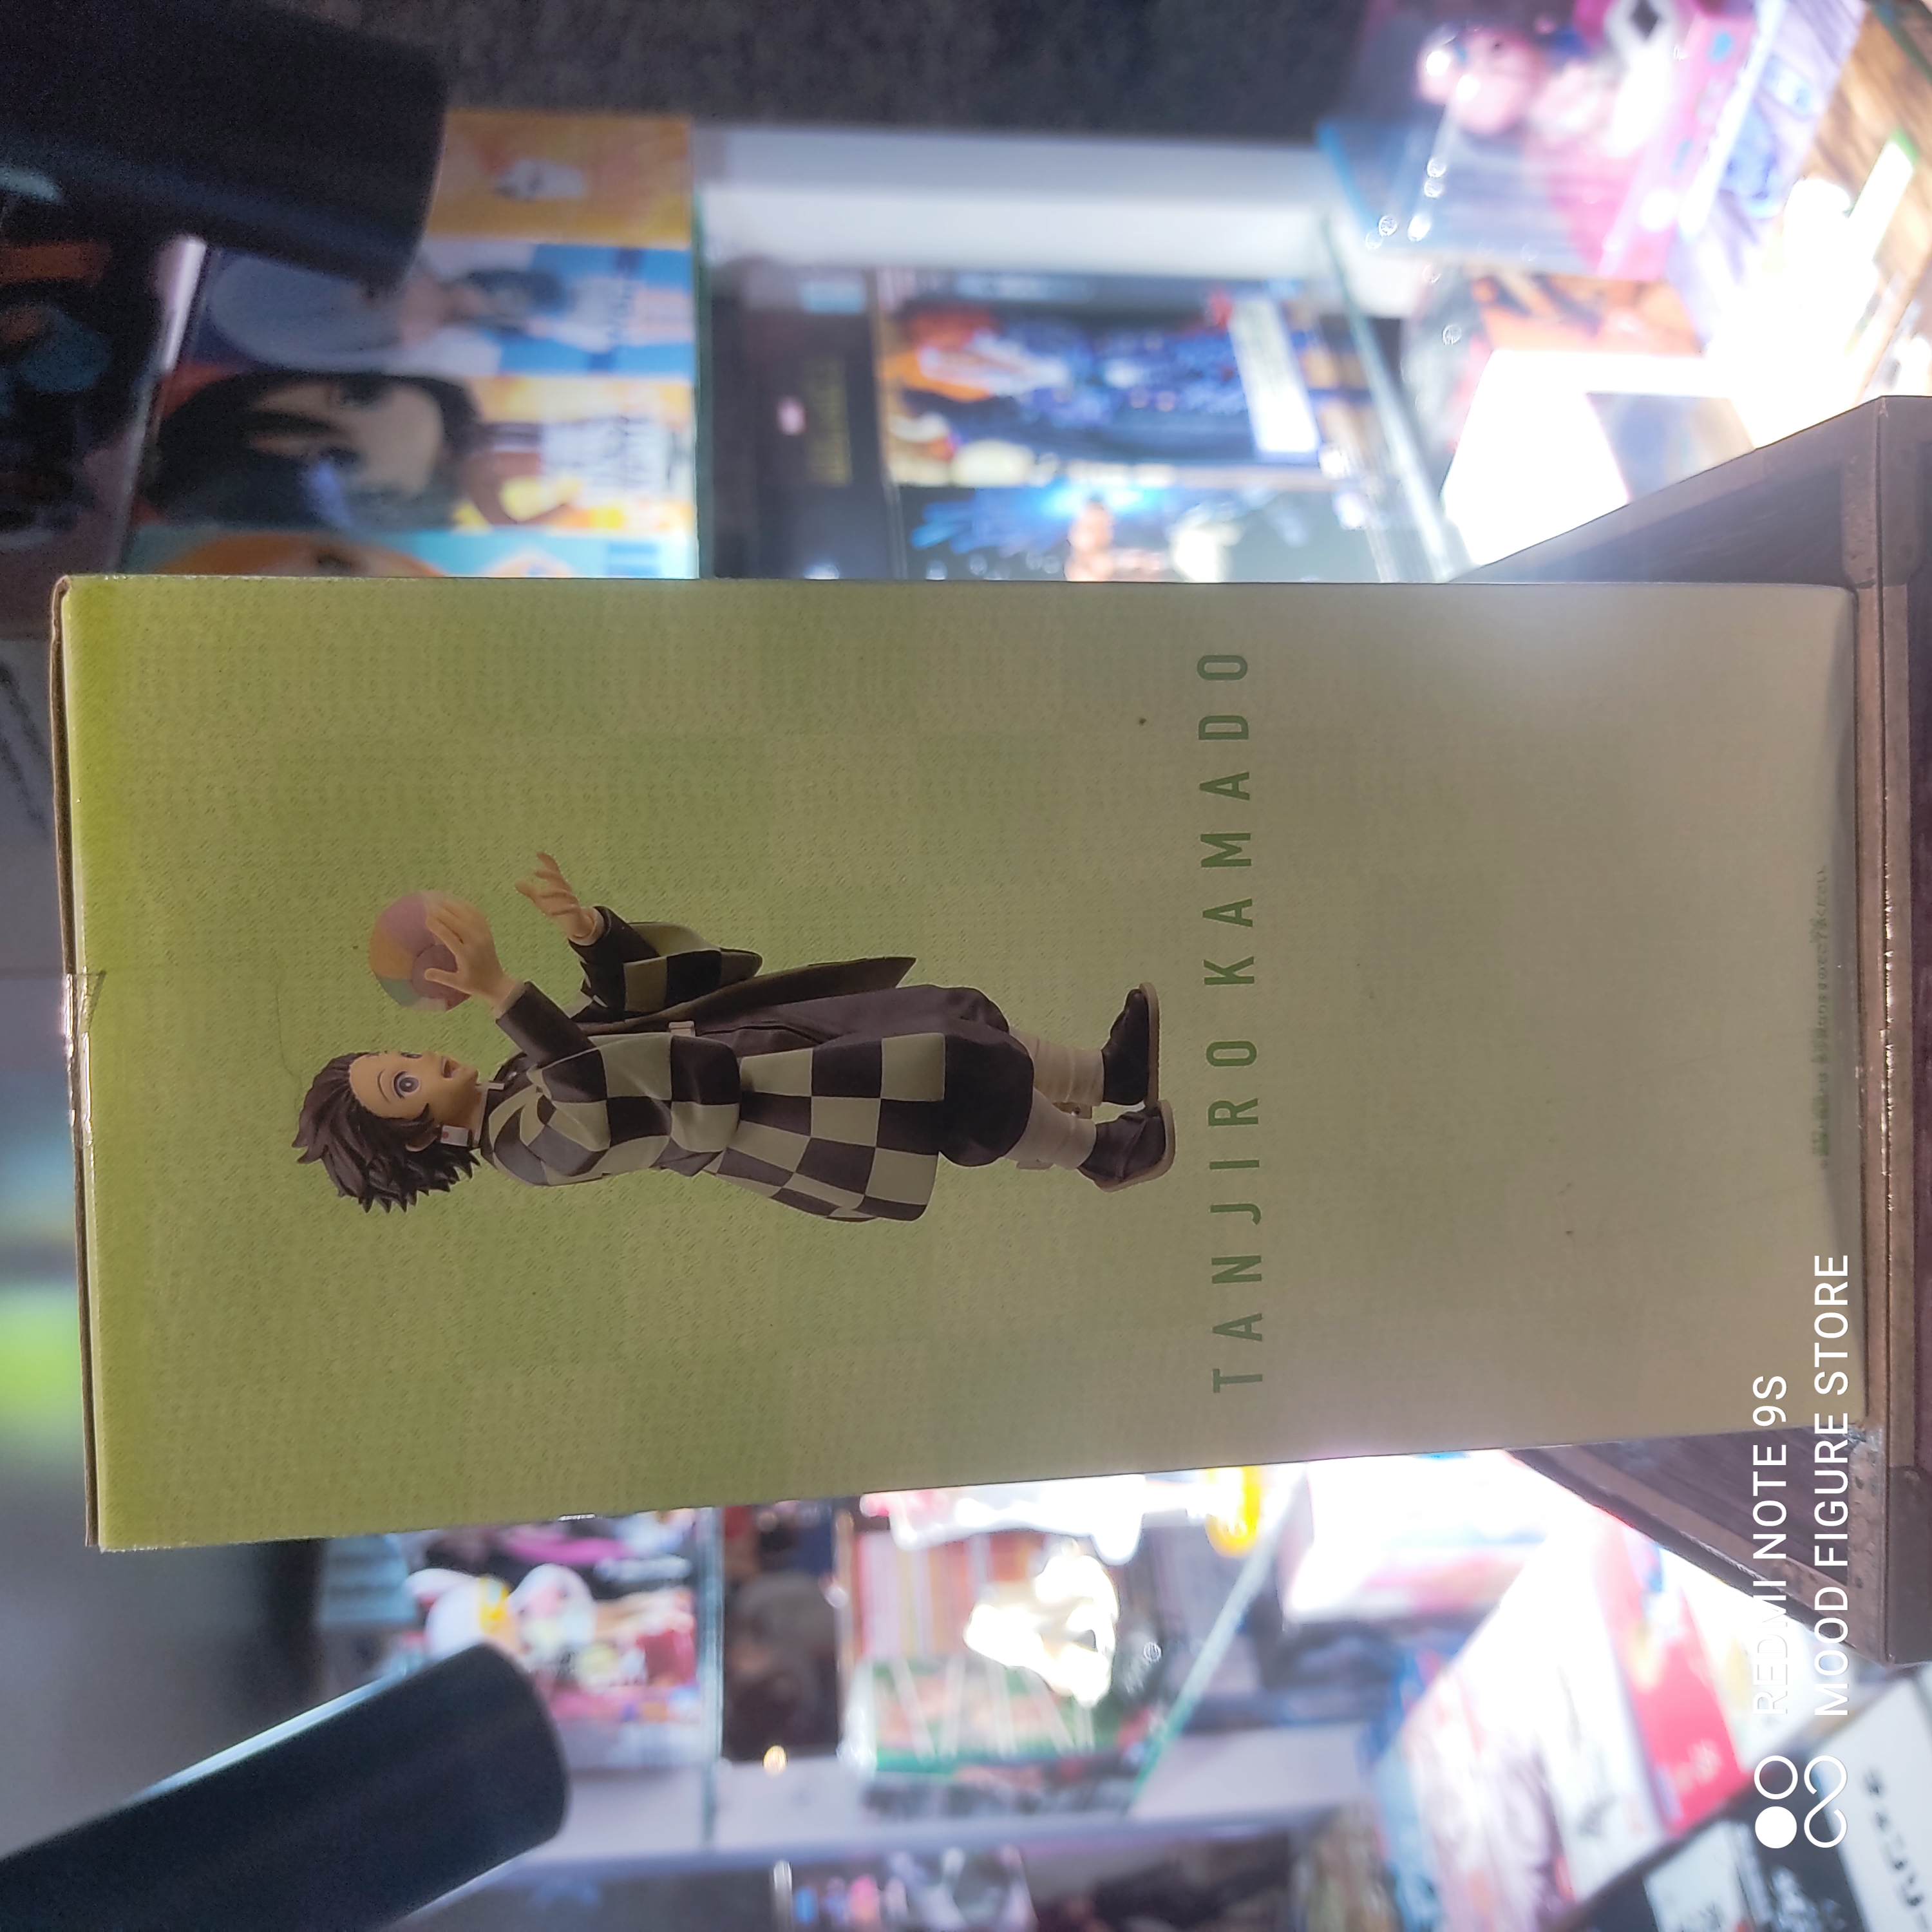 TANJIRO KAMADO
REDMI NOTE 9S
MOOD FIGURE STORE